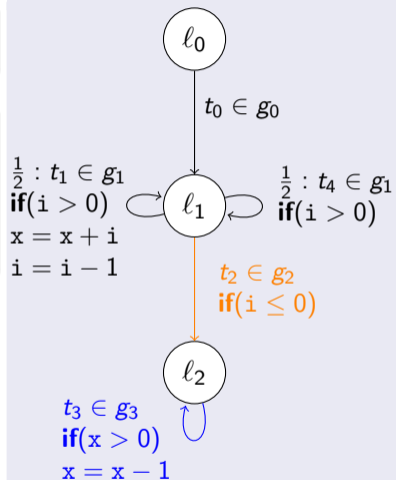 ℓ₀
t₀ ∈ g₀
½ : t₁ ∈ g₁
if(i > 0)
x = x + i
i = i − 1
ℓ₁
½ : t₄ ∈ g₁
if(i > 0)
t₂ ∈ g₂
if(i ≤ 0)
ℓ₂
t₃ ∈ g₃
if(x > 0)
x = x − 1